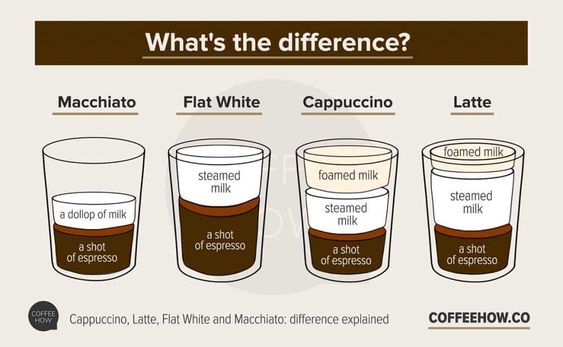 What's the difference?
Macchiato
Flat White
Cappuccino
Latte
a dollop of milk
a shot
of espresso
steamed
milk
a shot
of espresso
foamed milk
steamed
milk
a shot
of espresso
foamed milk
steamed
milk
a shot
of espresso
COFFEE
HOW
COFFEE
HOW
Cappuccino, Latte, Flat White and Macchiato: difference explained
COFFEEHOW.CO